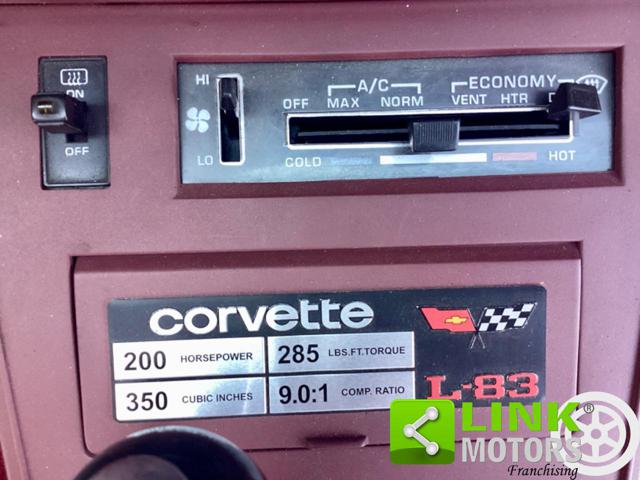 HI
A/C
ECONOMY
ON
OFF
MAX
NORM
VENT
HTR
OFF
LO
COLD
HOT
corvette
200 HORSEPOWER
285 LBS.FT.TORQUE
350 CUBIC INCHES
9.0:1 COMP. RATIO
L-83
LINK
MOTORS
®
Franchising